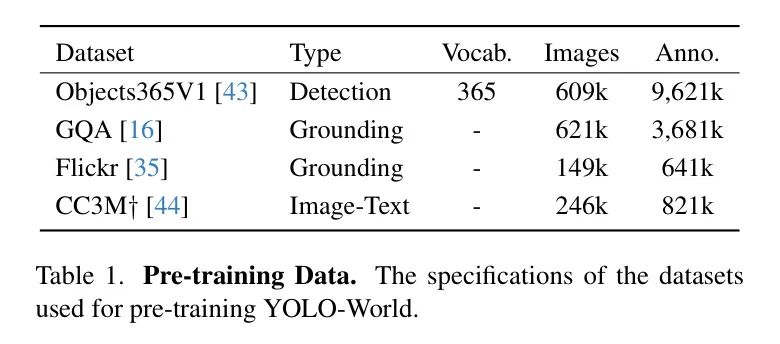 Dataset Type Vocab. Images Anno.
Objects365V1 [43] Detection 365 609k 9,621k
GQA [16] Grounding - 621k 3,681k
Flickr [35] Grounding - 149k 641k
CC3M† [44] Image-Text - 246k 821k
Table 1. Pre-training Data. The specifications of the datasets
used for pre-training YOLO-World.